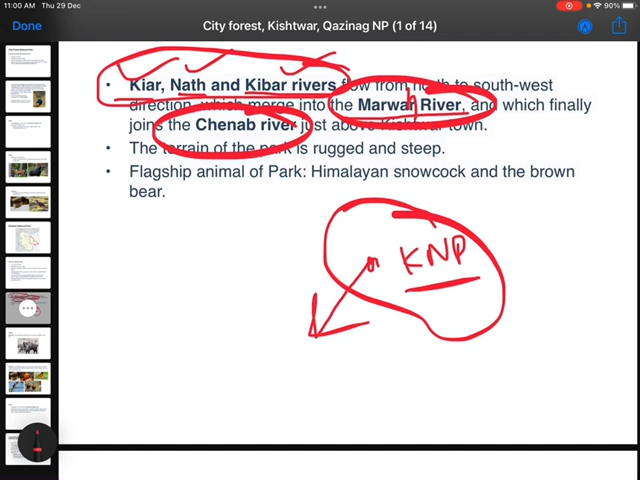 11:00 AM Thu 29 Dec
90%
Done
City forest, Kishtwar, Qazinag NP (1 of 14)
• Kiar, Nath and Kibar rivers flow from north to south-west
direction, which merge into the Marwah River, and which finally
joins the Chenab river just above Kishtwar town.
• The terrain of the park is rugged and steep.
• Flagship animal of Park: Himalayan snowcock and the brown
bear.
KNP